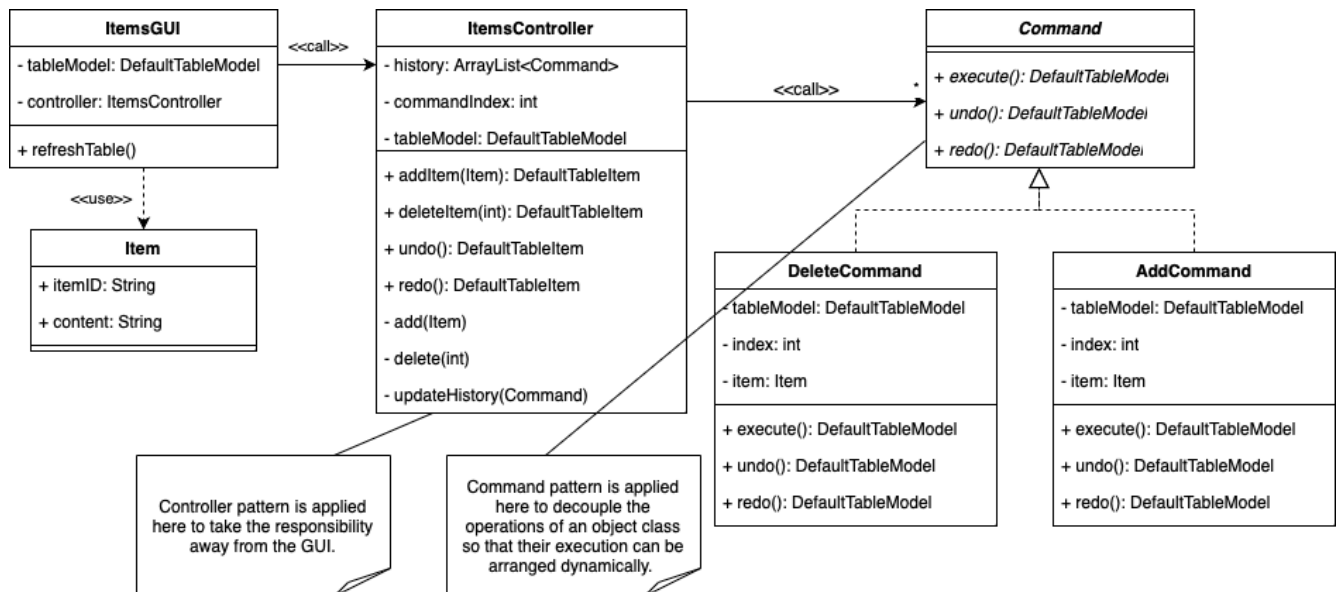 ItemsGUI
- tableModel: DefaultTableModel
- controller: ItemsController
+ refreshTable()
<<call>>
<<use>>
Item
+ itemID: String
+ content: String
ItemsController
- history: ArrayList<Command>
- commandIndex: int
- tableModel: DefaultTableModel
+ addItem(Item): DefaultTableItem
+ deleteItem(int): DefaultTableItem
+ undo(): DefaultTableItem
+ redo(): DefaultTableItem
- add(Item)
- delete(int)
- updateHistory(Command)
<<call>>
*
Command
+ execute(): DefaultTableModel
+ undo(): DefaultTableModel
+ redo(): DefaultTableModel
DeleteCommand
- tableModel: DefaultTableModel
- index: int
- item: Item
+ execute(): DefaultTableModel
+ undo(): DefaultTableModel
+ redo(): DefaultTableModel
AddCommand
- tableModel: DefaultTableModel
- index: int
- item: Item
+ execute(): DefaultTableModel
+ undo(): DefaultTableModel
+ redo(): DefaultTableModel
Controller pattern is applied
here to take the responsibility
away from the GUI.
Command pattern is applied
here to decouple the
operations of an object class
so that their execution can be
arranged dynamically.